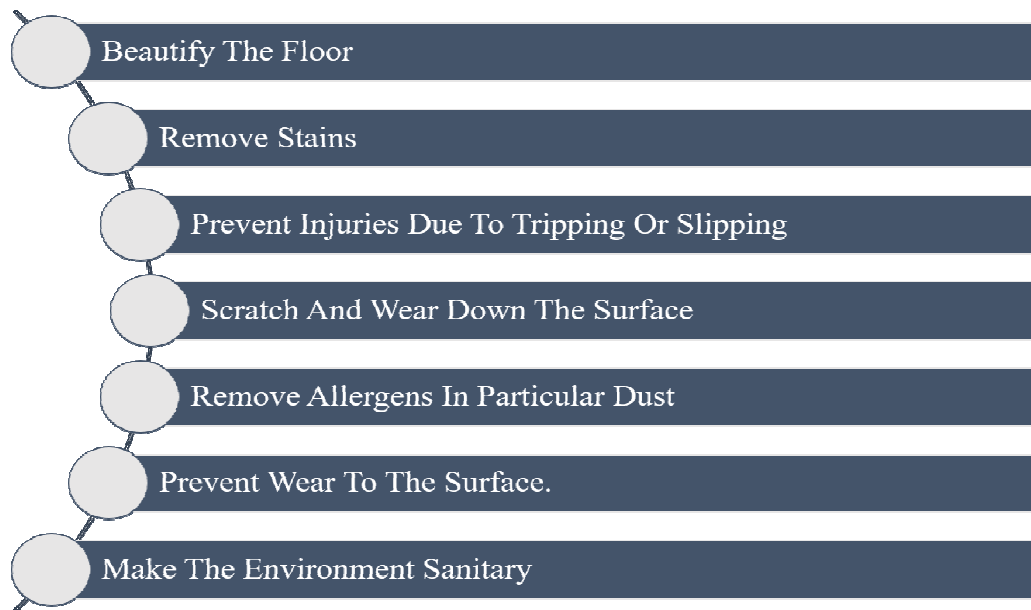 Beautify The Floor
Remove Stains
Prevent Injuries Due To Tripping Or Slipping
Scratch And Wear Down The Surface
Remove Allergens In Particular Dust
Prevent Wear To The Surface.
Make The Environment Sanitary